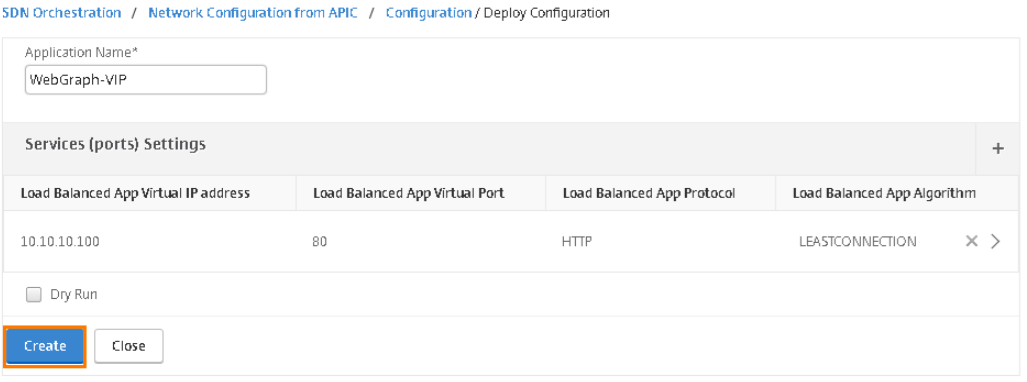 SDN Orchestration / Network Configuration from APIC / Configuration / Deploy Configuration
Application Name*
WebGraph-VIP
Services (ports) Settings +
Load Balanced App Virtual IP address Load Balanced App Virtual Port Load Balanced App Protocol Load Balanced App Algorithm
10.10.10.100 80 HTTP LEASTCONNECTION × >
Dry Run
Create Close